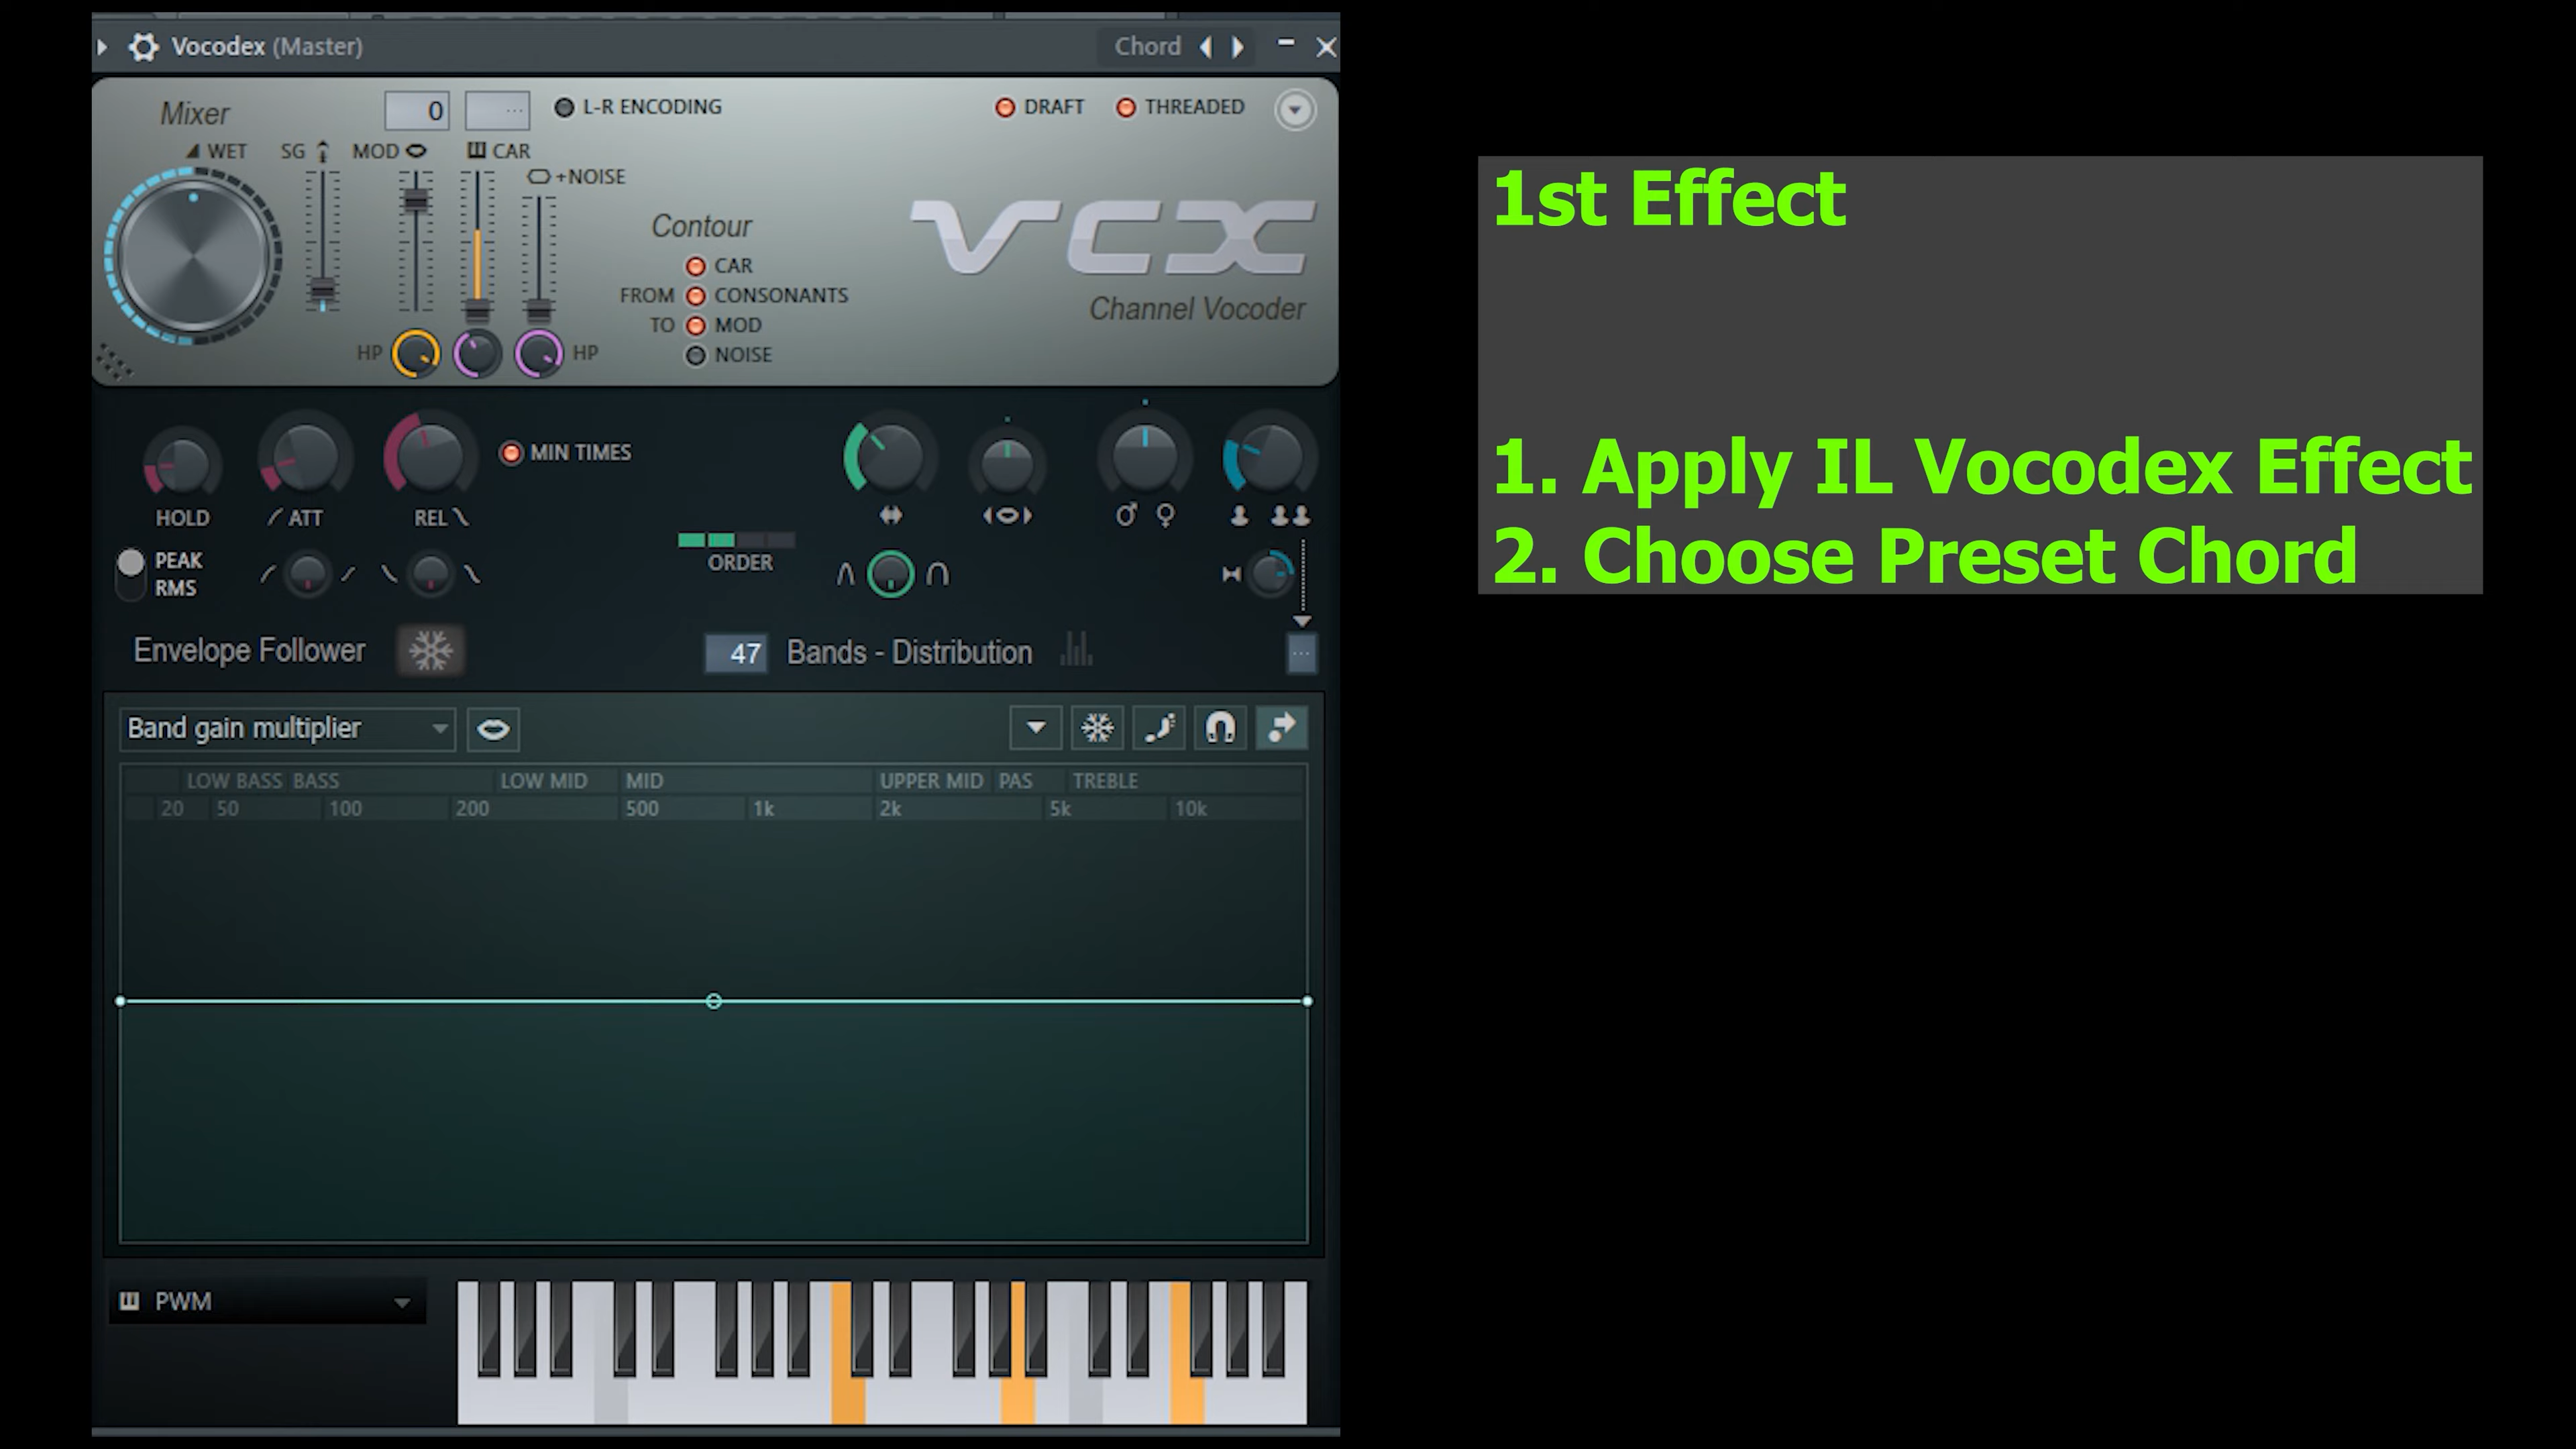 Vocodex (Master)
Chord
Mixer
0
L-R ENCODING
DRAFT
THREADED
WET
SG
MOD
CAR
+NOISE
Contour
CAR
FROM
CONSONANTS
TO
MOD
NOISE
HP
HP
VCX
Channel Vocoder
HOLD
ATT
REL
MIN TIMES
PEAK
RMS
ORDER
Envelope Follower
47
Bands - Distribution
Band gain multiplier
LOW BASS
BASS
LOW MID
MID
UPPER MID
PAS
TREBLE
20
50
100
200
500
1k
2k
5k
10k
PWM
1st Effect
1. Apply IL Vocodex Effect
2. Choose Preset Chord